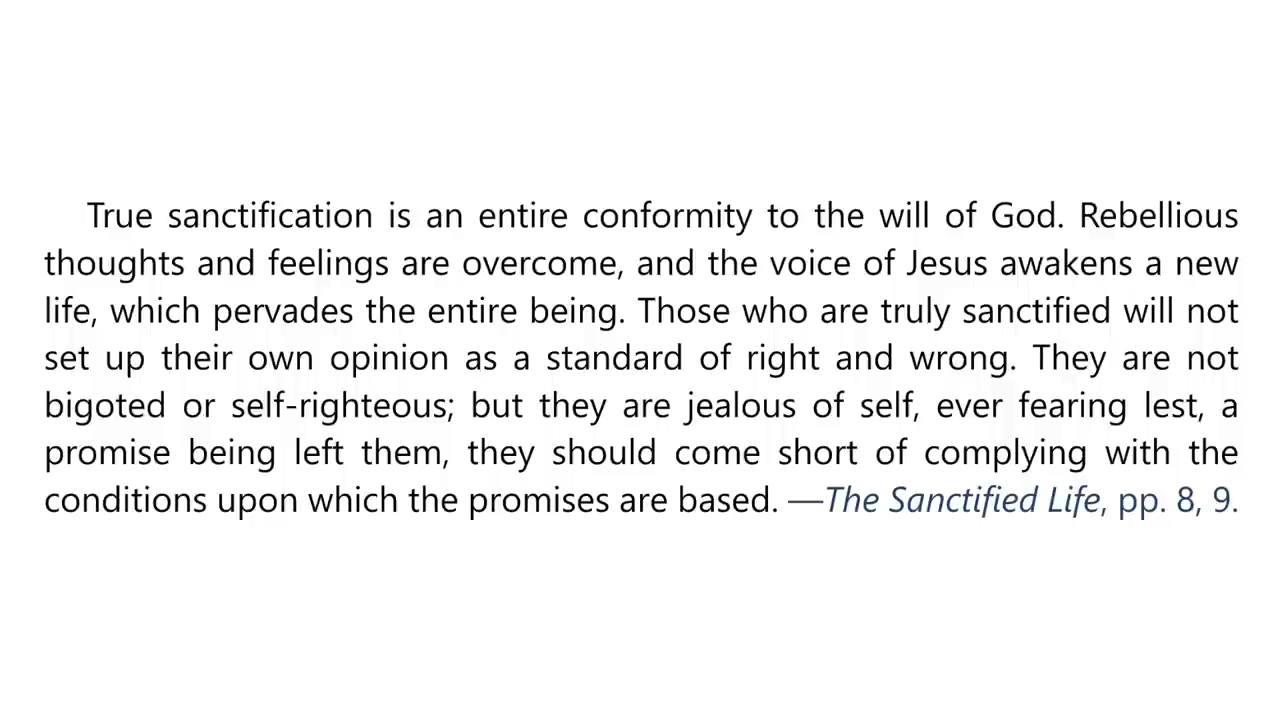 True sanctification is an entire conformity to the will of God. Rebellious
thoughts and feelings are overcome, and the voice of Jesus awakens a new
life, which pervades the entire being. Those who are truly sanctified will not
set up their own opinion as a standard of right and wrong. They are not
bigoted or self-righteous; but they are jealous of self, ever fearing lest, a
promise being left them, they should come short of complying with the
conditions upon which the promises are based. —The Sanctified Life, pp. 8, 9.